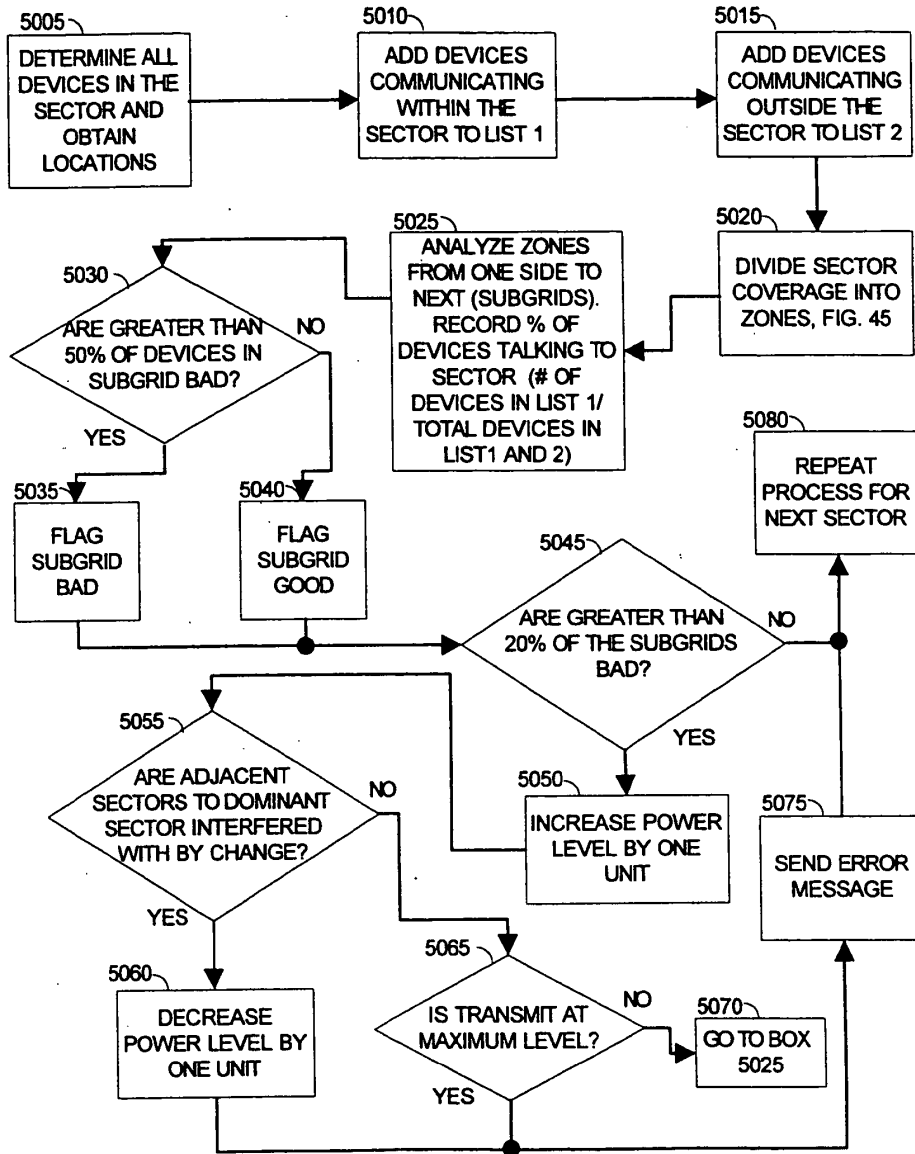 5005
DETERMINE ALL
DEVICES IN THE
SECTOR AND
OBTAIN
LOCATIONS
5010
ADD DEVICES
COMMUNICATING
WITHIN THE
SECTOR TO LIST 1
5015
ADD DEVICES
COMMUNICATING
OUTSIDE THE
SECTOR TO LIST 2
5020
DIVIDE SECTOR
COVERAGE INTO
ZONES, FIG. 45
5025
ANALYZE ZONES
FROM ONE SIDE TO
NEXT (SUBGRIDS).
RECORD % OF
DEVICES TALKING TO
SECTOR (# OF
DEVICES IN LIST 1/
TOTAL DEVICES IN
LIST1 AND 2)
5030
ARE GREATER THAN
50% OF DEVICES IN
SUBGRID BAD?
NO
YES
5035
FLAG
SUBGRID
BAD
5040
FLAG
SUBGRID
GOOD
5045
ARE GREATER THAN
20% OF THE SUBGRIDS
BAD?
NO
YES
5080
REPEAT
PROCESS FOR
NEXT SECTOR
5050
INCREASE POWER
LEVEL BY ONE
UNIT
5055
ARE ADJACENT
SECTORS TO DOMINANT
SECTOR INTERFERED
WITH BY CHANGE?
NO
YES
5060
DECREASE
POWER LEVEL BY
ONE UNIT
5065
IS TRANSMIT AT
MAXIMUM LEVEL?
NO
YES
5070
GO TO BOX
5025
5075
SEND ERROR
MESSAGE